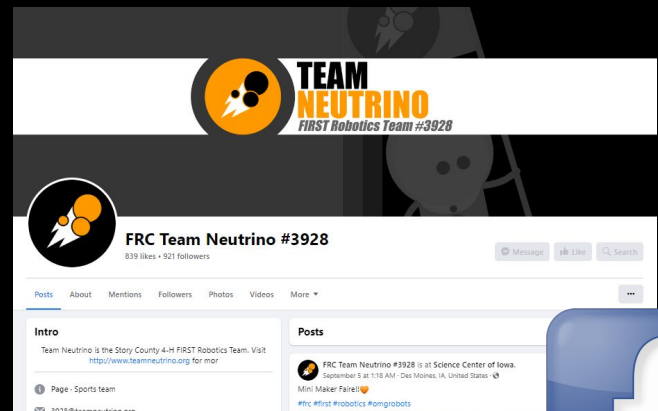 TEAM
NEUTRINO
FIRST Robotics Team #3928
FRC Team Neutrino #3928
839 likes • 921 followers
Message Like Search
Posts About Mentions Followers Photos Videos More
Intro
Team Neutrino is the Story County 4-H FIRST Robotics Team. Visit
http://www.teamneutrino.org for mor
Page · Sports team
3928@teamneutrino.org
Posts
FRC Team Neutrino #3928 is at Science Center of Iowa.
September 5 at 1:18 AM · Des Moines, IA, United States ·
Mini Maker Faire!!🧡
#frc #first #robotics #omgrobots